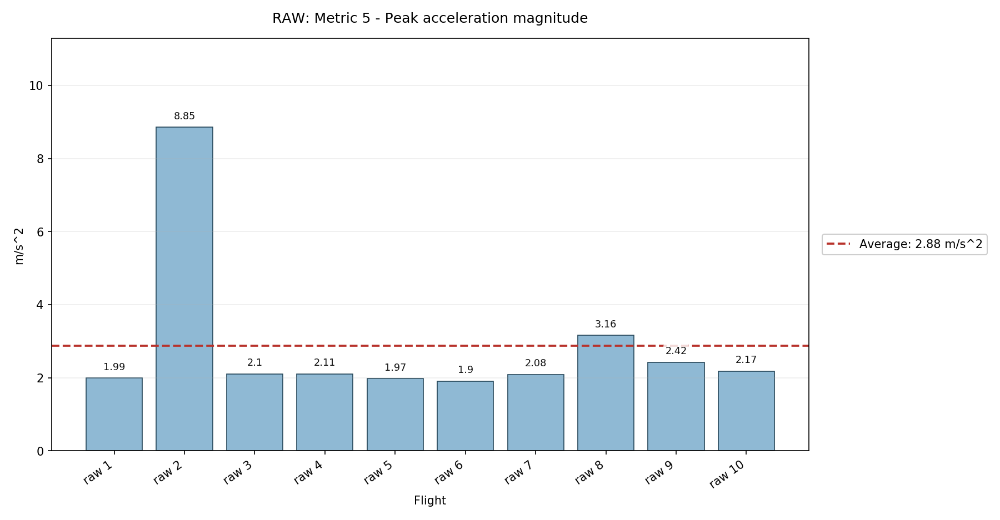 RAW: Metric 5 - Peak acceleration magnitude
m/s^2
10
8
6
4
2
0
8.85
1.99
2.1
2.11
1.97
1.9
2.08
3.16
2.42
2.17
raw 1
raw 2
raw 3
raw 4
raw 5
raw 6
raw 7
raw 8
raw 9
raw 10
Flight
Average: 2.88 m/s^2